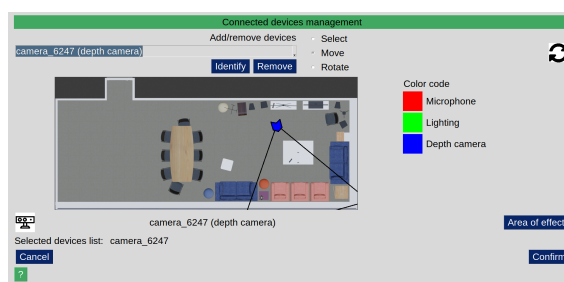 Connected devices management
Add/remove devices
Select
camera_6247 (depth camera)
Move
Identify
Remove
Rotate
Color code
Microphone
Lighting
Depth camera
camera_6247 (depth camera)
Area of effect
Selected devices list: camera_6247
Cancel
Confirm
?